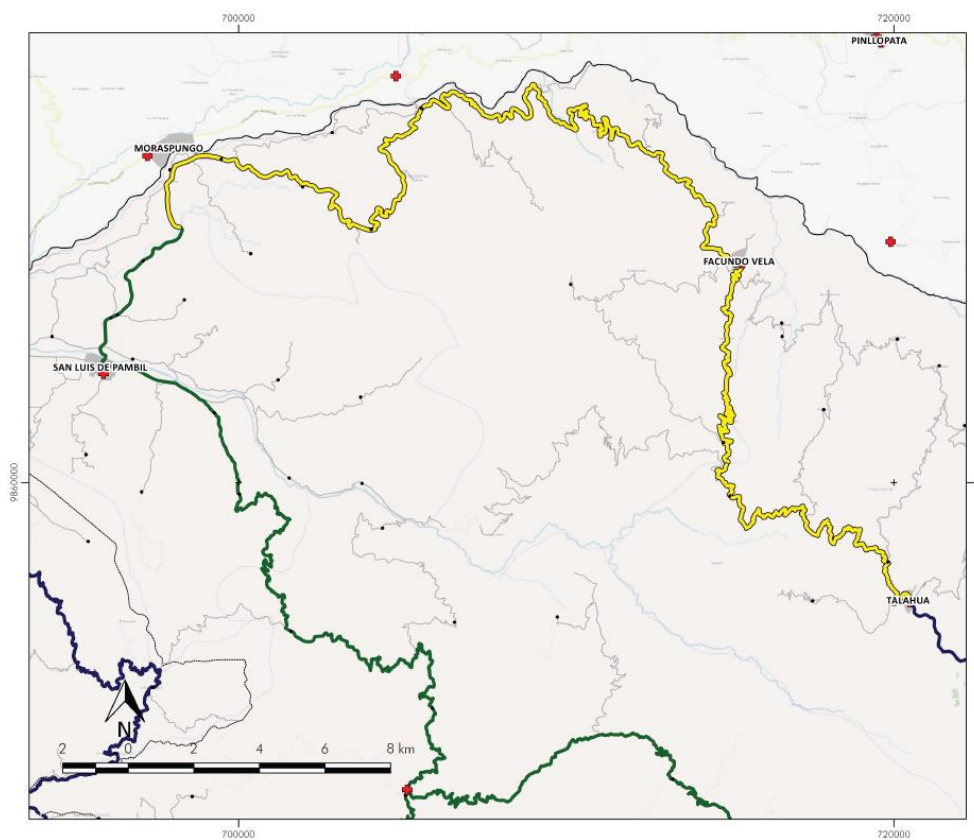 700000
720000
PINLLOPATA
MORASPUNGO
FACUNDO VELA
SAN LUIS DE PAMBIL
9860000
TALAHUA
N
2 0 2 4 6 8 km
700000
720000